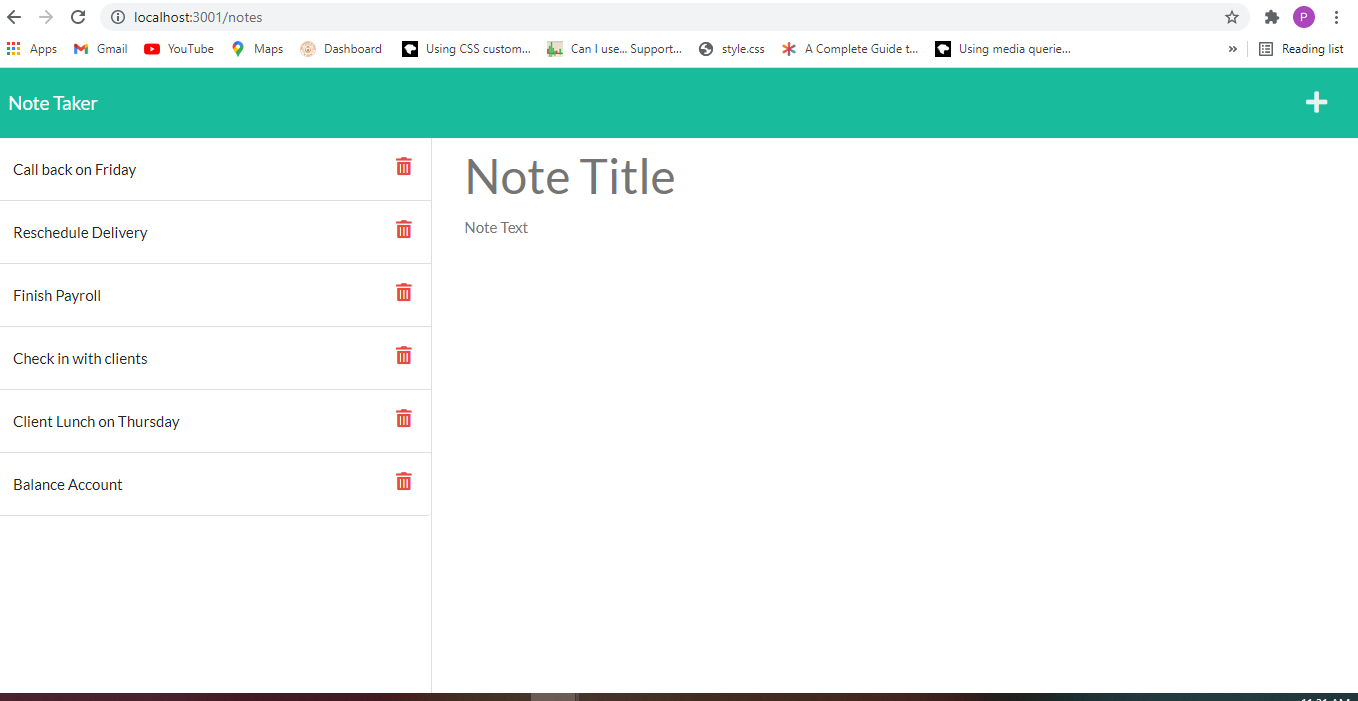 localhost:3001/notes
Apps Gmail YouTube Maps Dashboard Using CSS custom... Can I use... Support... style.css A Complete Guide t... Using media querie... » Reading list
P
Note Taker
Call back on Friday
Reschedule Delivery
Finish Payroll
Check in with clients
Client Lunch on Thursday
Balance Account
Note Title
Note Text